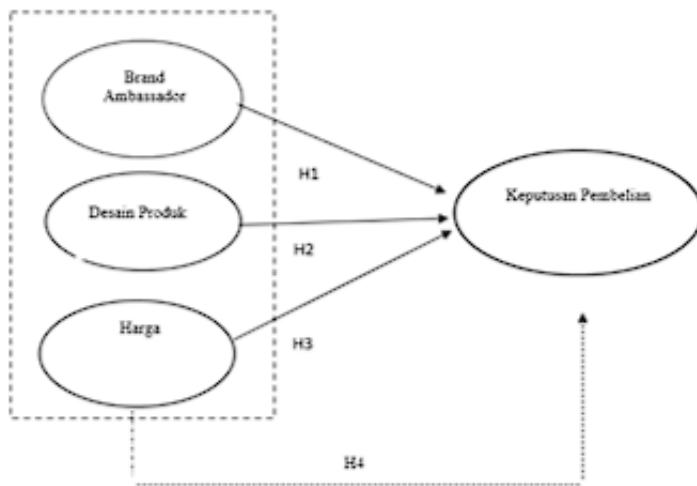 Brand
Ambassador
H1
Desain Produk
Keputusan Pembelian
H2
Harga
H3
H4